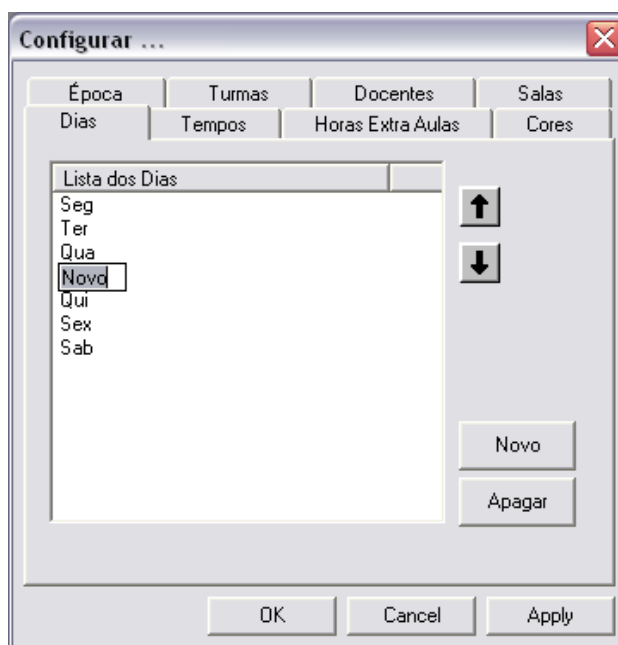 Configurar ...
Época Turmas Docentes Salas
Dias Tempos Horas Extra Aulas Cores
Lista dos Dias
Seg
Ter
Qua
Novo
Qui
Sex
Sab
Novo
Apagar
OK Cancel Apply